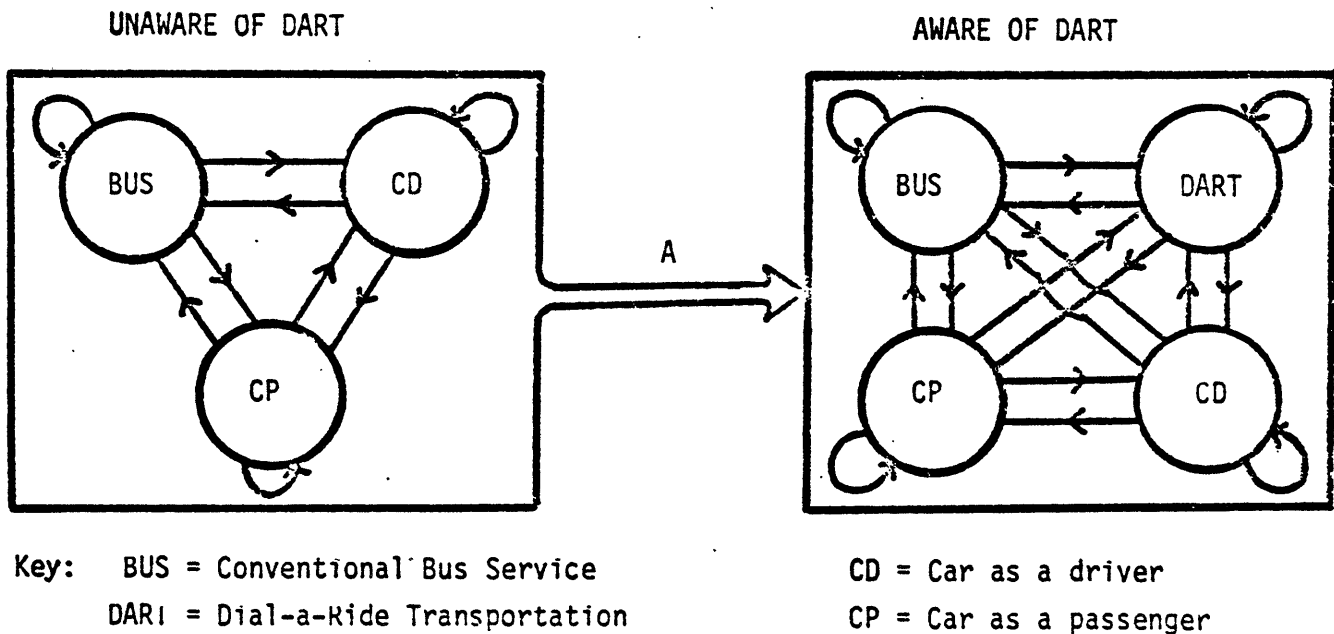 UNAWARE OF DART
AWARE OF DART
BUS
CD
CP
A
BUS
DART
CP
CD
Key: BUS = Conventional Bus Service
DART = Dial-a-Ride Transportation
CD = Car as a driver
CP = Car as a passenger